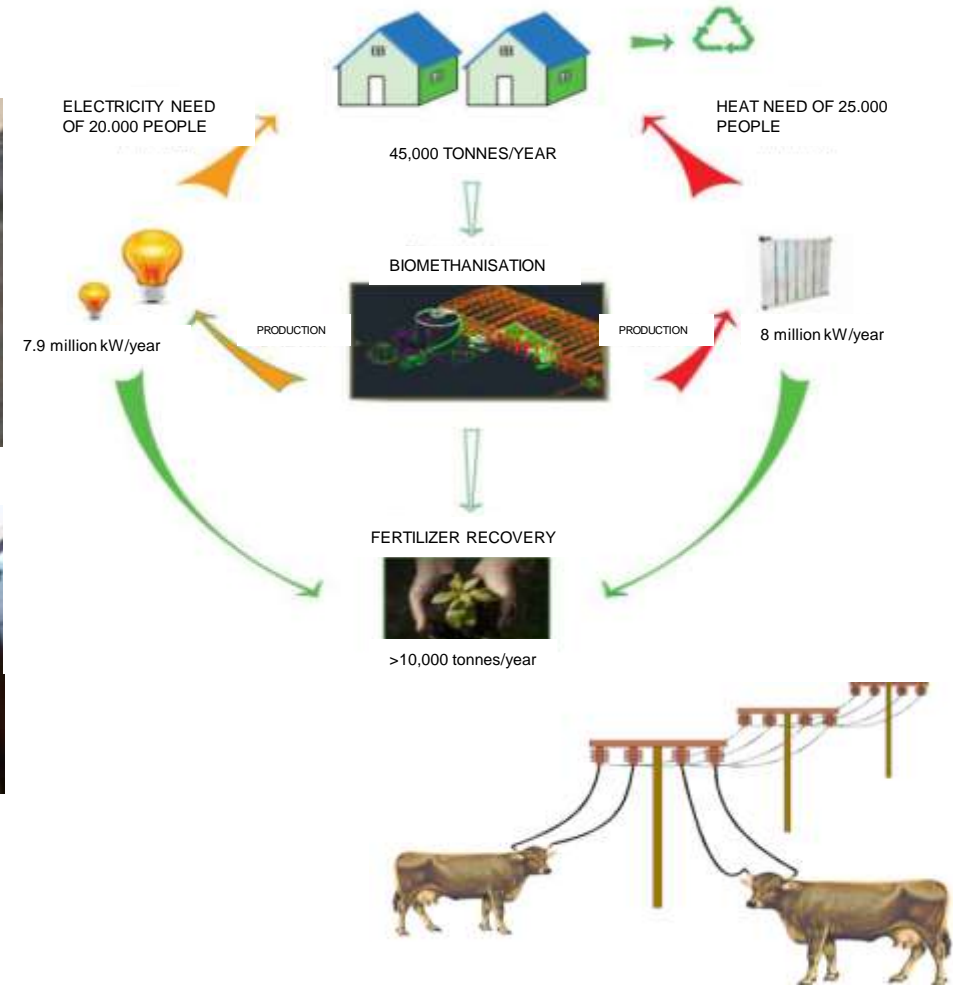 ELECTRICITY NEED
OF 20.000 PEOPLE
HEAT NEED OF 25.000
PEOPLE
45,000 TONNES/YEAR
BIOMETHANISATION
PRODUCTION
PRODUCTION
7.9 million kW/year
8 million kW/year
FERTILIZER RECOVERY
>10,000 tonnes/year